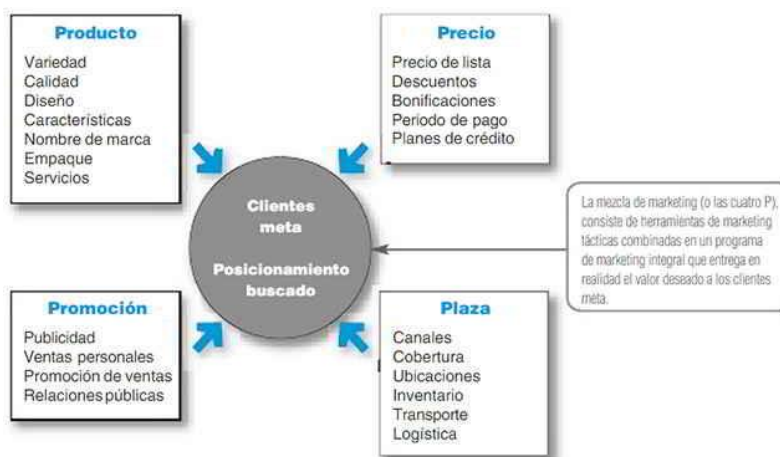 Producto
Variedad
Calidad
Diseño
Características
Nombre de marca
Empaque
Servicios
Precio
Precio de lista
Descuentos
Bonificaciones
Periodo de pago
Planes de crédito
Clientes
meta
Posicionamiento
buscado
La mezcla de marketing (o las cuatro P),
consiste de herramientas de marketing
tácticas combinadas en un programa
de marketing integral que entrega en
realidad el valor deseado a los clientes
meta.
Promoción
Publicidad
Ventas personales
Promoción de ventas
Relaciones públicas
Plaza
Canales
Cobertura
Ubicaciones
Inventario
Transporte
Logística